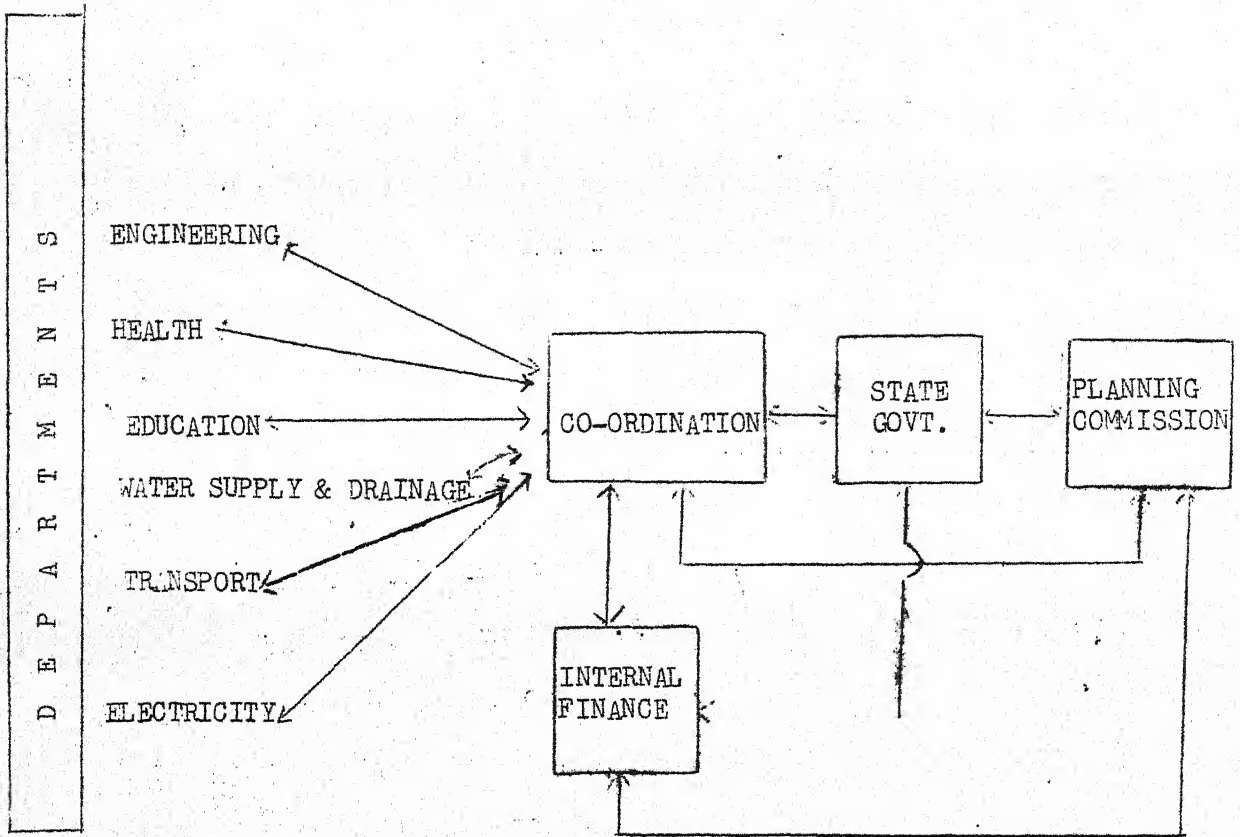 DEPARTMENTS
ENGINEERING
HEALTH
EDUCATION
WATER SUPPLY & DRAINAGE
TRANSPORT
ELECTRICITY
CO-ORDINATION
STATE
GOVT.
PLANNING
COMMISSION
INTERNAL
FINANCE